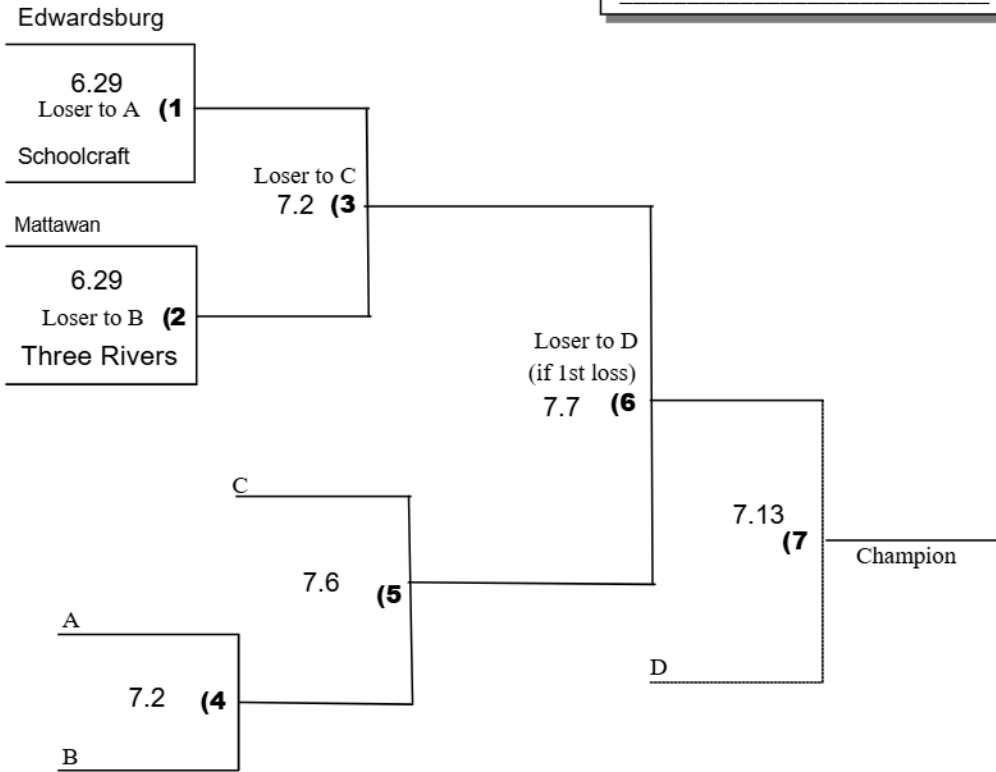 Edwardsburg
6.29
Loser to A (1
Schoolcraft
Loser to C
7.2 (3
Mattawan
6.29
Loser to B (2
Three Rivers
Loser to D
(if 1st loss)
7.7 (6
C
7.13
(7
Champion
7.6 (5
A
D
7.2 (4
B